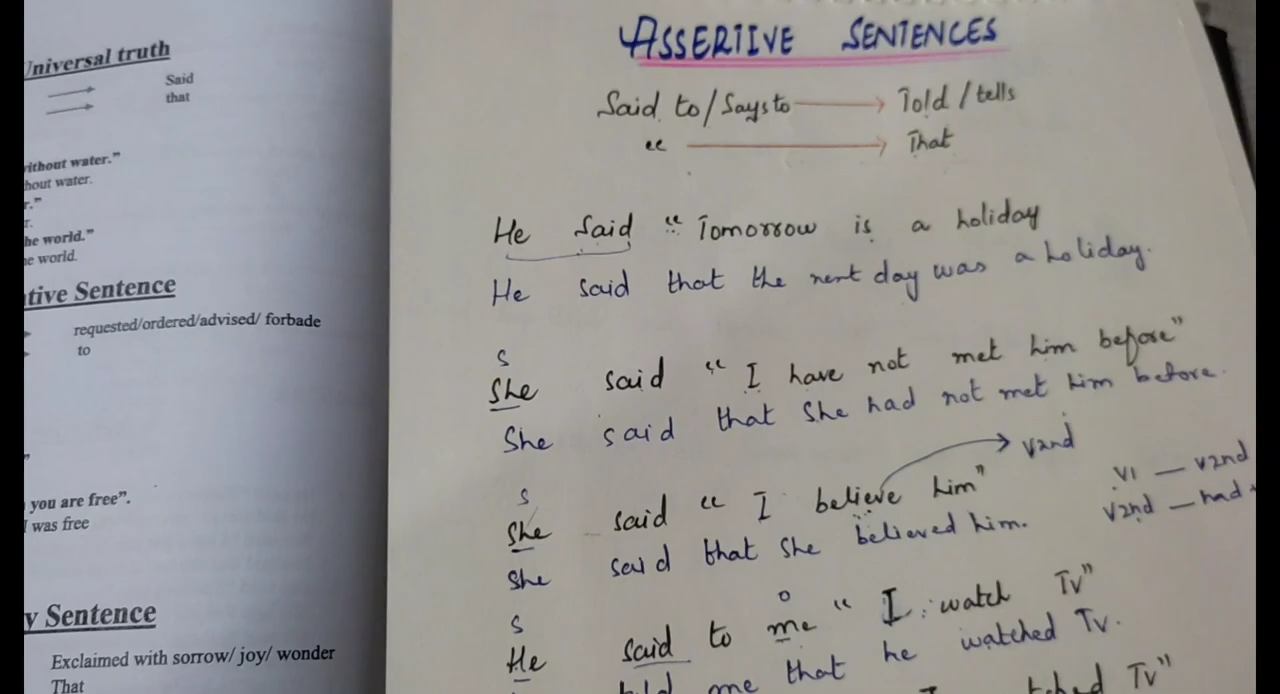 Universal truth
Said
that
without water."
hout water.
r."
r.
he world."
e world.
tive Sentence
requested/ordered/advised/ forbade
to
"
you are free".
I was free
y Sentence
Exclaimed with sorrow/ joy/ wonder
That
ASSERTIVE SENTENCES
Said to/Says to → Told/tells
“ → That
He Said “Tomorrow is a holiday
He said that the next day was a holiday.
S
She said “ I have not met him before"
She said that She had not met him before.
V2nd
S
She said “ I believe him"
V1 — V2nd
She said that She believed him.
V2nd — had
S o
He said to me “ I watch Tv"
told me that he watched Tv.
I Tv"